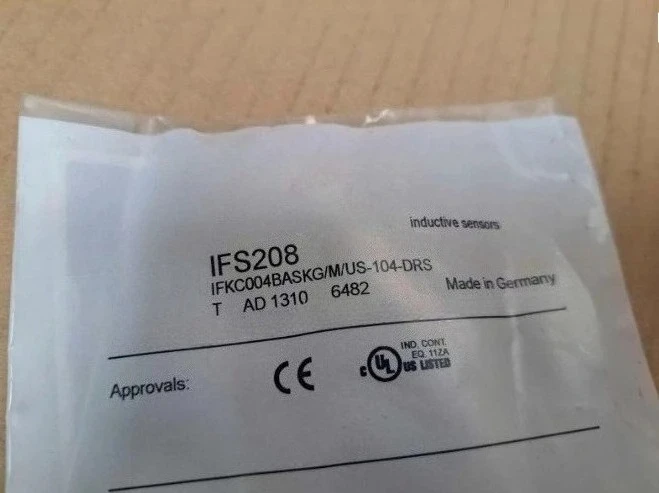 inductive sensors
IFS208
IFKC004BASKG/M/US-104-DRS
T AD 1310 6482 Made in Germany
Approvals: CE c UL US LISTED
IND. CONT.
EQ. 11ZA